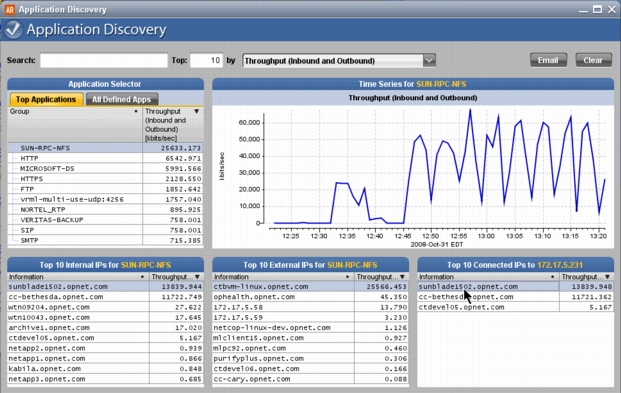 AR Application Discovery
Application Discovery
Search: Top: 10 by Throughput (Inbound and Outbound) Email Clear
Application Selector
Top Applications All Defined Apps
Group Throughput (Inbound and Outbound) [kbits/sec]
SUN-RPC-NFS 25633.173
HTTP 6542.971
MICROSOFT-DS 5991.566
HTTPS 2128.550
FTP 1852.642
vrml-multi-use-udp:4256 1757.040
NORTEL_RTP 895.925
VERITAS-BACKUP 758.001
SIP 758.001
SMTP 715.385
Time Series for SUN-RPC-NFS
Throughput (Inbound and Outbound)
kbits/sec
60,000
50,000
40,000
30,000
20,000
10,000
0
12:25 12:30 12:35 12:40 12:45 12:50 12:55 13:00 13:05 13:10 13:15 13:20
2008-Oct-31 EDT
Top 10 Internal IPs for SUN-RPC-NFS
Information Throughput...
sunblade1502.opnet.com 13839.944
cc-bethesda.opnet.com 11722.749
wtn09204.opnet.com 27.622
wtn10043.opnet.com 17.645
archive1.opnet.com 17.020
ctdevel05.opnet.com 5.167
netapp2.opnet.com 0.939
netapp1.opnet.com 0.866
kabila.opnet.com 0.848
netapp3.opnet.com 0.685
Top 10 External IPs for SUN-RPC-NFS
Information Throughput...
ctbvm-linux.opnet.com 25566.453
ophealth.opnet.com 45.350
172.17.5.58 13.790
172.17.5.59 3.230
netcop-linux-dev.opnet.com 1.126
mlclient15.opnet.com 0.927
mlpc92.opnet.com 0.460
purifyplus.opnet.com 0.306
ctdevel06.opnet.com 0.166
cc-cary.opnet.com 0.088
Top 10 Connected IPs to 172.17.5.231
Information Throughput...
sunblade1502.opnet.com 13839.948
cc-bethesda.opnet.com 11721.362
ctdevel05.opnet.com 5.167